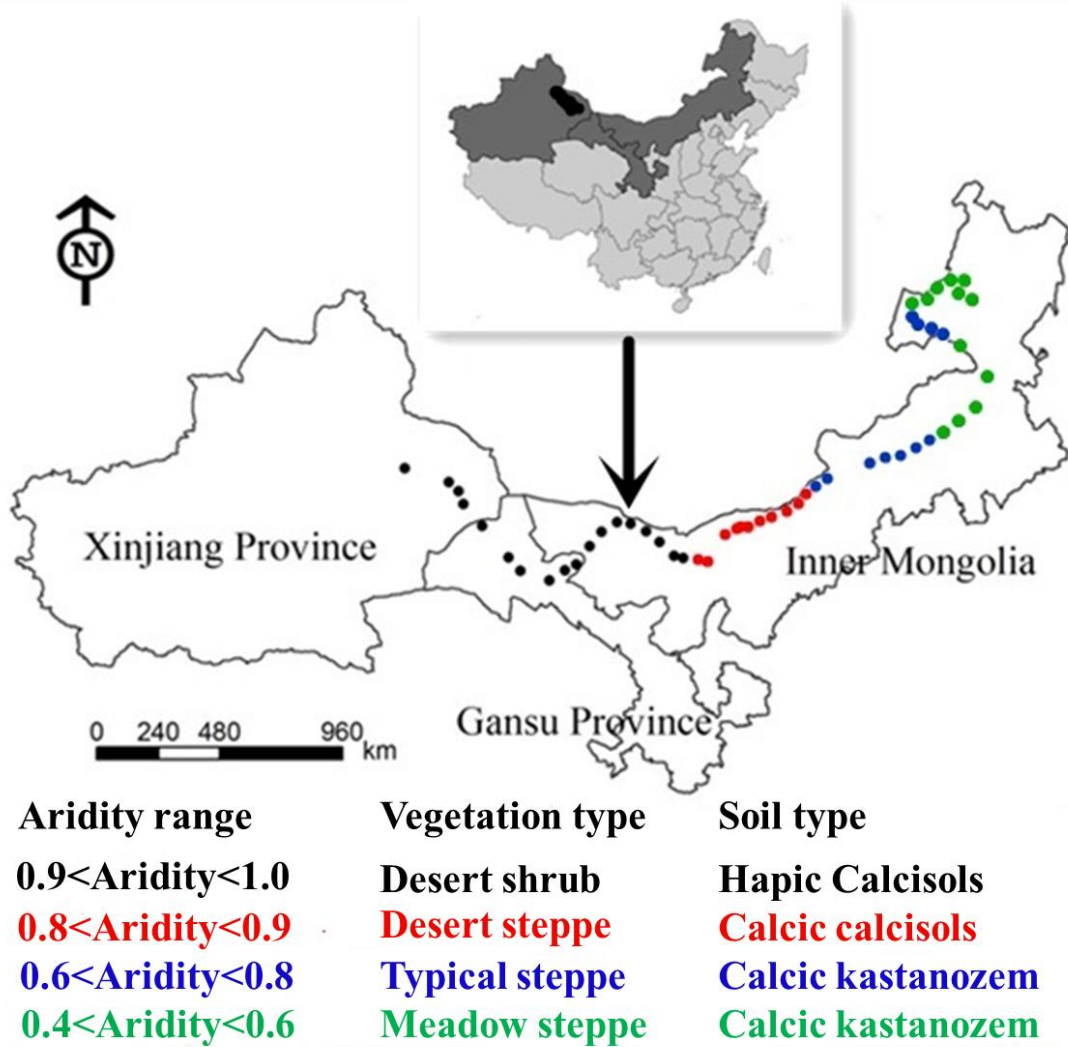 N
Xinjiang Province
Inner Mongolia
Gansu Province
0 240 480 960 km
Aridity range Vegetation type Soil type
0.9<Aridity<1.0 Desert shrub Hapic Calcisols
0.8<Aridity<0.9 Desert steppe Calcic calcisols
0.6<Aridity<0.8 Typical steppe Calcic kastanozem
0.4<Aridity<0.6 Meadow steppe Calcic kastanozem